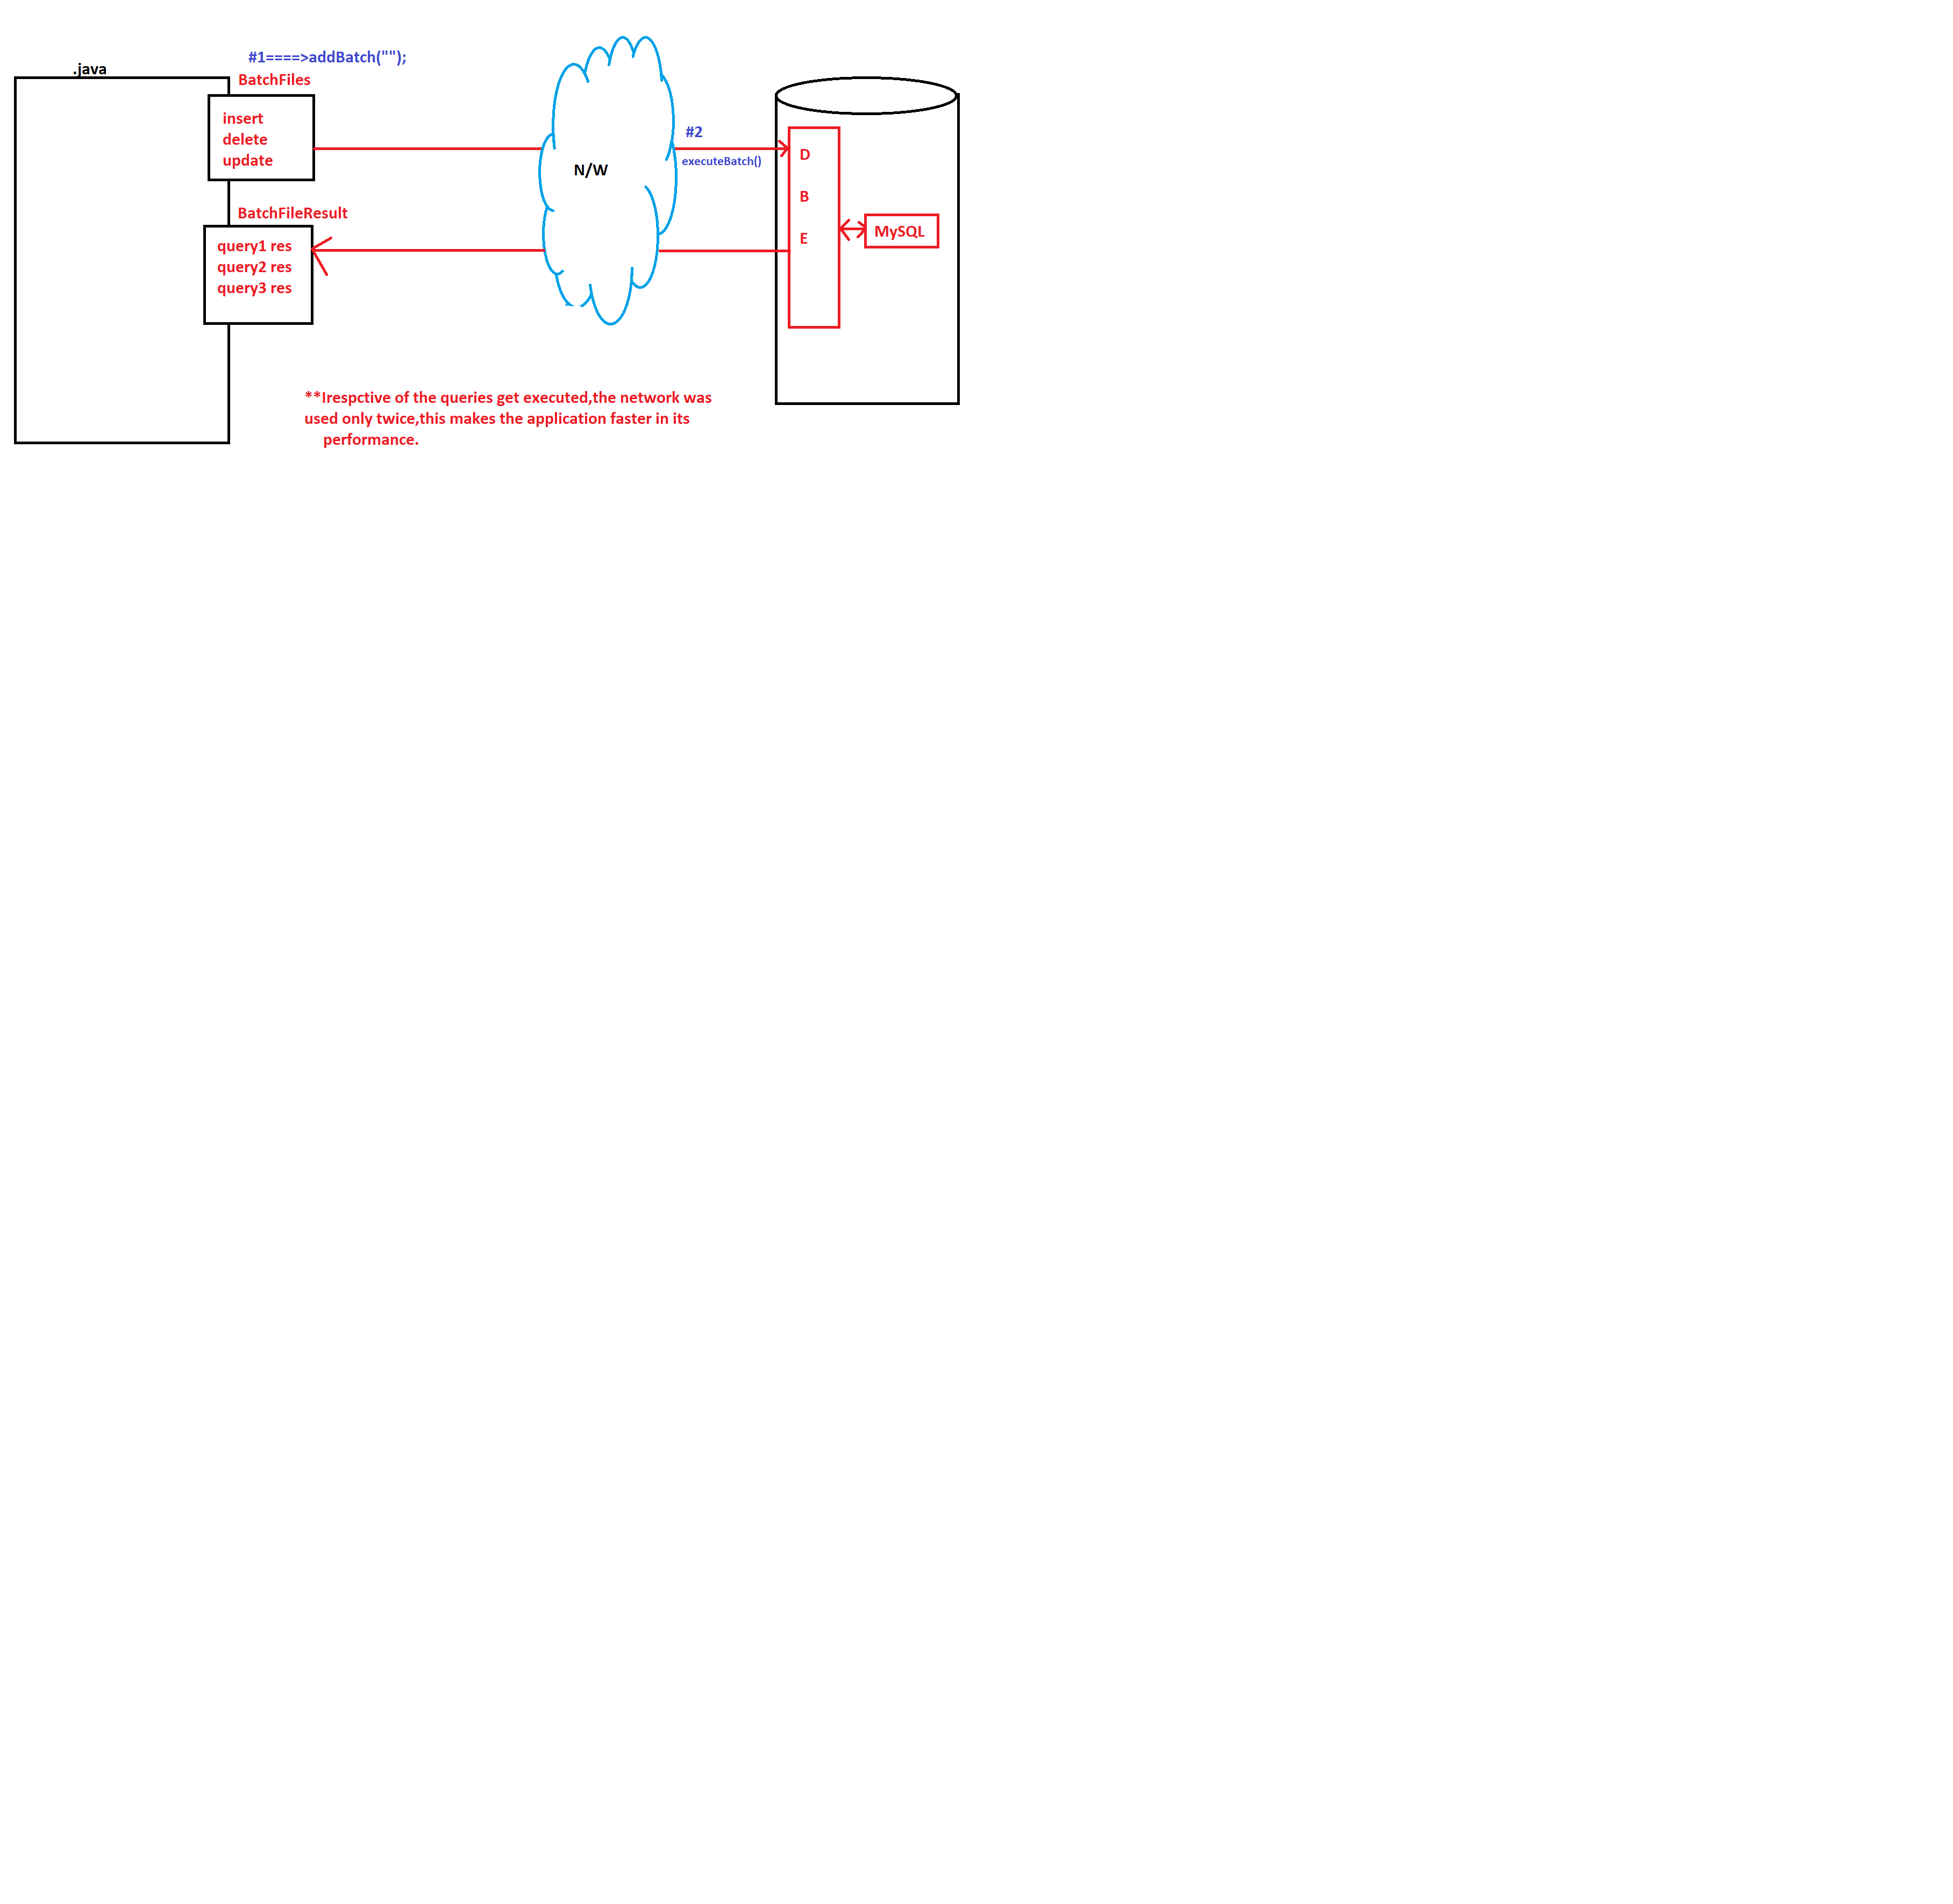 #1====>addBatch("");
.java
BatchFiles
insert
delete
update
BatchFileResult
query1 res
query2 res
query3 res
N/W
#2
executeBatch()
D
B
E
MySQL
**Irespctive of the queries get executed,the network was
used only twice,this makes the application faster in its
performance.